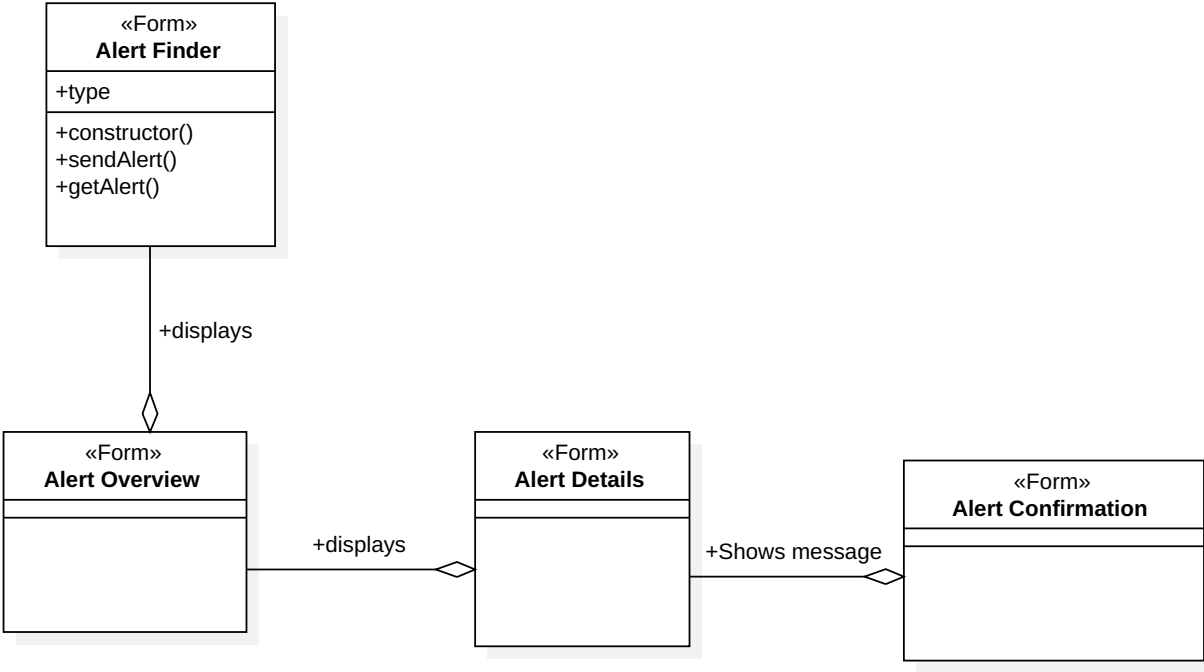 «Form»
Alert Finder
+type
+constructor()
+sendAlert()
+getAlert()
+displays
«Form»
Alert Overview
+displays
«Form»
Alert Details
+Shows message
«Form»
Alert Confirmation